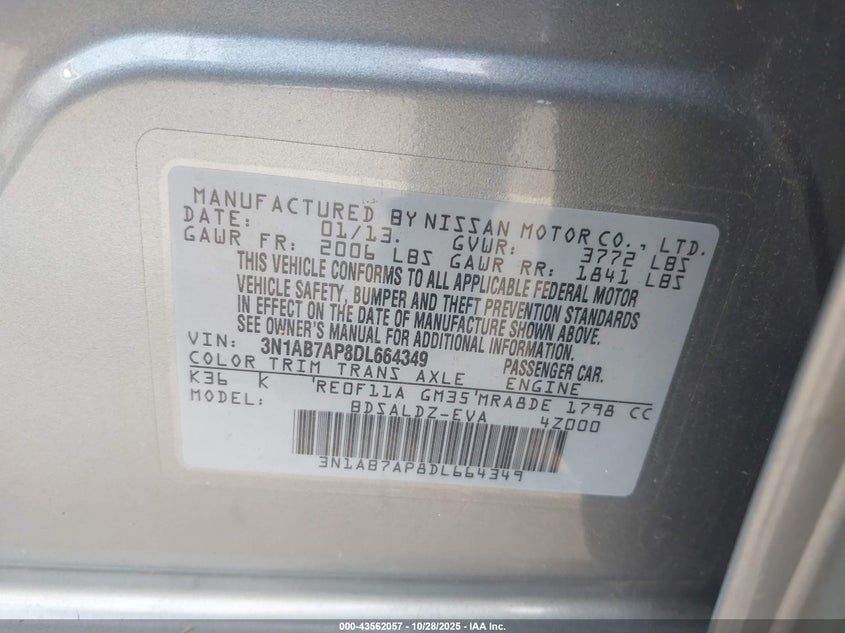 MANUFACTURED BY NISSAN MOTOR CO., LTD.
DATE: 01/13. GVWR: 3772 LBS
GAWR FR: 2006 LBS GAWR RR: 1841 LBS
THIS VEHICLE CONFORMS TO ALL APPLICABLE FEDERAL MOTOR
VEHICLE SAFETY, BUMPER AND THEFT PREVENTION STANDARDS
IN EFFECT ON THE DATE OF MANUFACTURE SHOWN ABOVE.
SEE OWNER'S MANUAL FOR ADDITIONAL INFORMATION.
VIN: 3N1AB7AP8DL664349 PASSENGER CAR.
COLOR TRIM TRANS AXLE ENGINE
K36 K 'RE0F11A GM35'MRA8DE 1798 CC
MODEL: BDSALDZ-EVA 4Z000
3N1AB7AP8DL664349
000-43562057 - 10/28/2025 - IAA Inc.